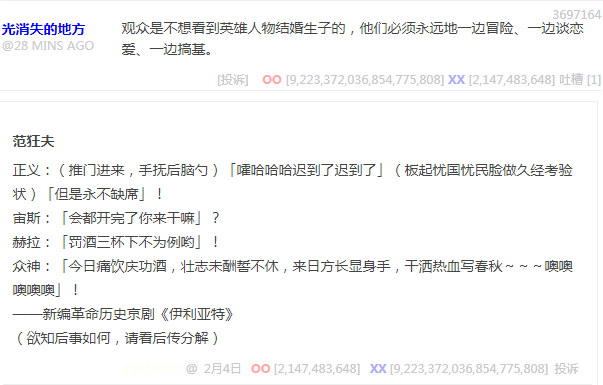 3697164
光消失的地方
@28 MINS AGO
观众是不想看到英雄人物结婚生子的，他们必须永远地一边冒险、一边谈恋
爱、一边搞基。
[投诉] OO [9,223,372,036,854,775,808] XX [2,147,483,648] 吐槽 [1]
范狂夫
正义：（推门进来，手抚后脑勺）「嚯哈哈哈迟到了迟到了」（板起忧国忧民脸做久经考验
状）「但是永不缺席」！
宙斯：「会都开完了你来干嘛」？
赫拉：「罚酒三杯下不为例哟」！
众神：「今日痛饮庆功酒，壮志未酬誓不休，来日方长显身手，干洒热血写春秋～～～噢噢
噢噢噢」！
——新编革命历史京剧《伊利亚特》
（欲知后事如何，请看后传分解）
@ 2月4日 OO [2,147,483,648] XX [9,223,372,036,854,775,808] 投诉